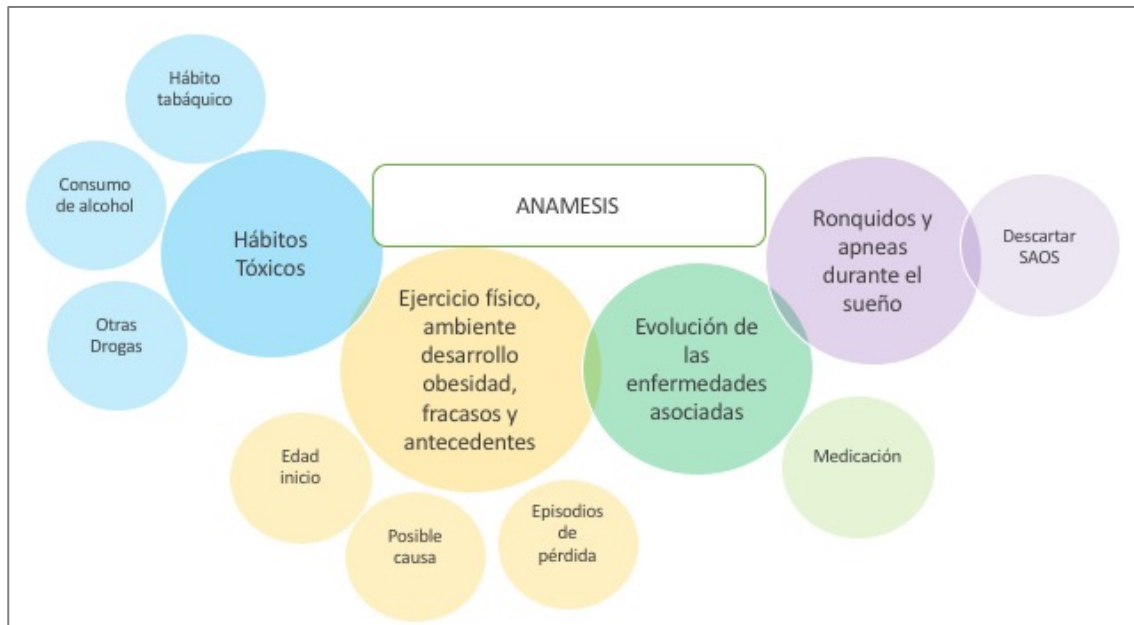 Hábito
tabáquico
Consumo
de alcohol
Otras
Drogas
Hábitos
Tóxicos
ANAMESIS
Ejercicio físico,
ambiente
desarrollo
obesidad,
fracasos y
antecedentes
Edad
inicio
Posible
causa
Episodios
de
pérdida
Evolución de
las
enfermedades
asociadas
Medicación
Ronquidos y
apneas
durante el
sueño
Descartar
SAOS